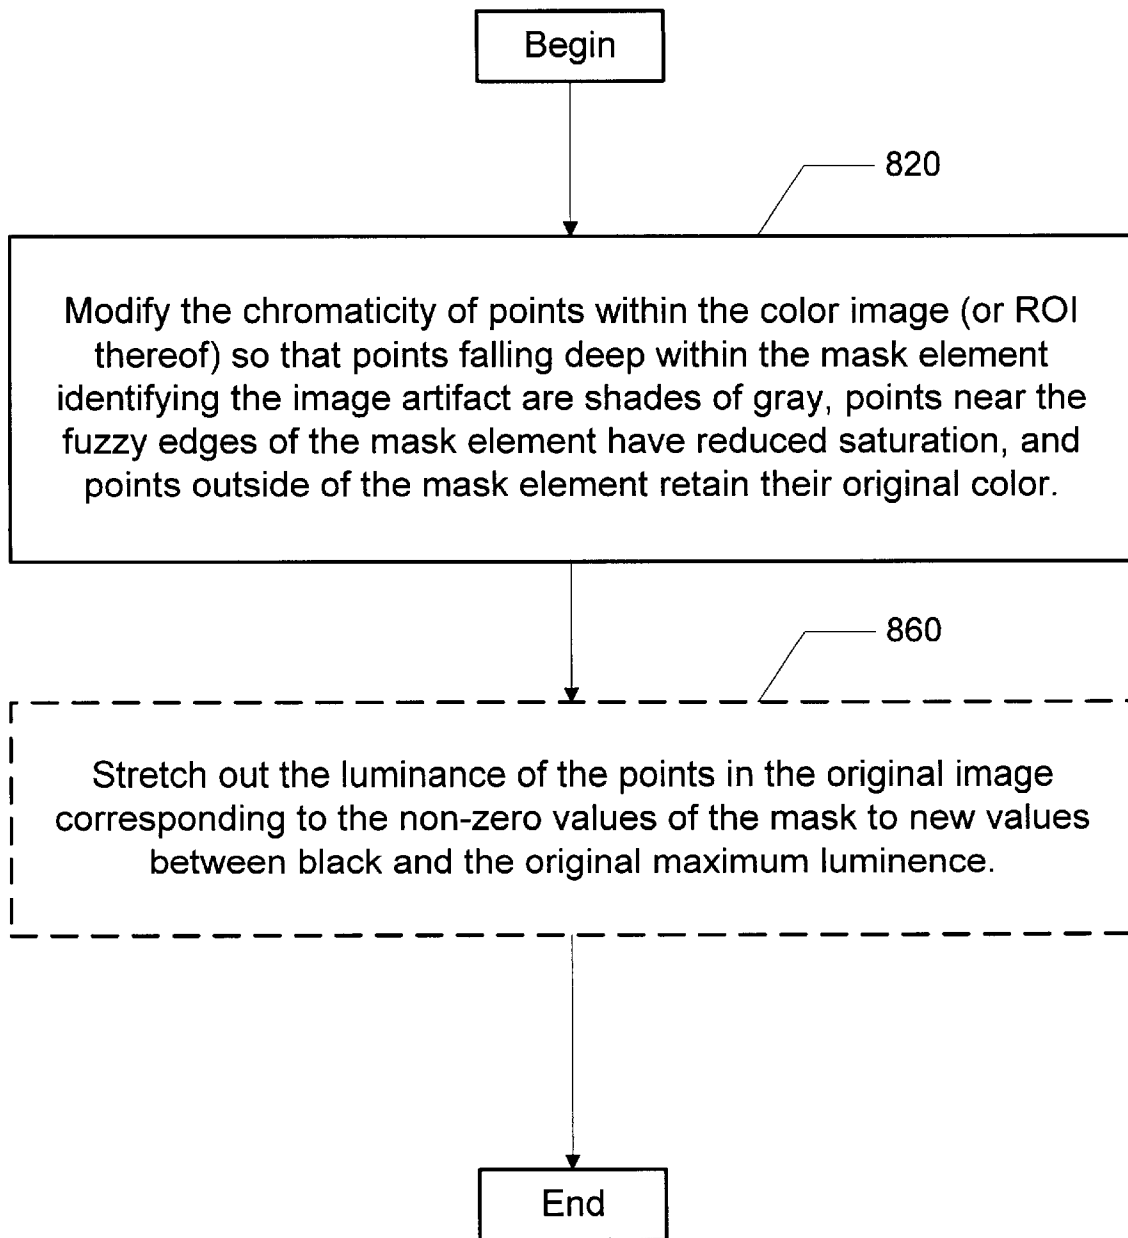 Begin
820
Modify the chromaticity of points within the color image (or ROI
thereof) so that points falling deep within the mask element
identifying the image artifact are shades of gray, points near the
fuzzy edges of the mask element have reduced saturation, and
points outside of the mask element retain their original color.
860
Stretch out the luminance of the points in the original image
corresponding to the non-zero values of the mask to new values
between black and the original maximum luminence.
End